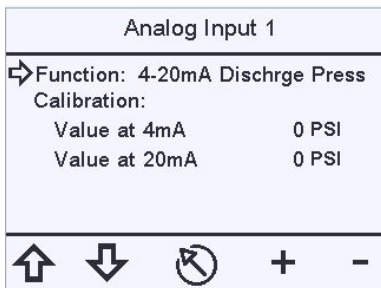 Analog Input 1
Function: 4-20mA Dischrge Press
Calibration:
Value at 4mA 0 PSI
Value at 20mA 0 PSI
+ -